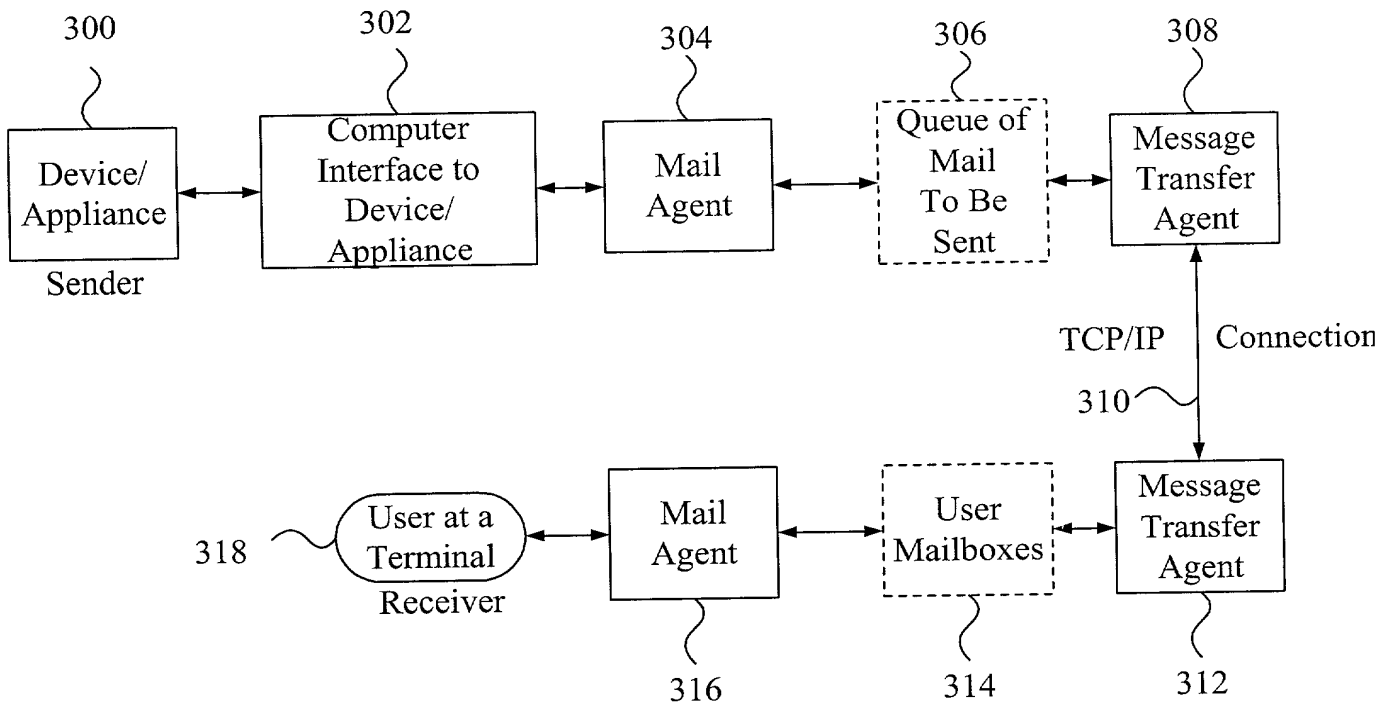 300
302
304
306
308
Device/
Appliance
Sender
Computer
Interface to
Device/
Appliance
Mail
Agent
Queue of
Mail
To Be
Sent
Message
Transfer
Agent
TCP/IP Connection
310
318
User at a
Terminal
Receiver
Mail
Agent
User
Mailboxes
Message
Transfer
Agent
316
314
312